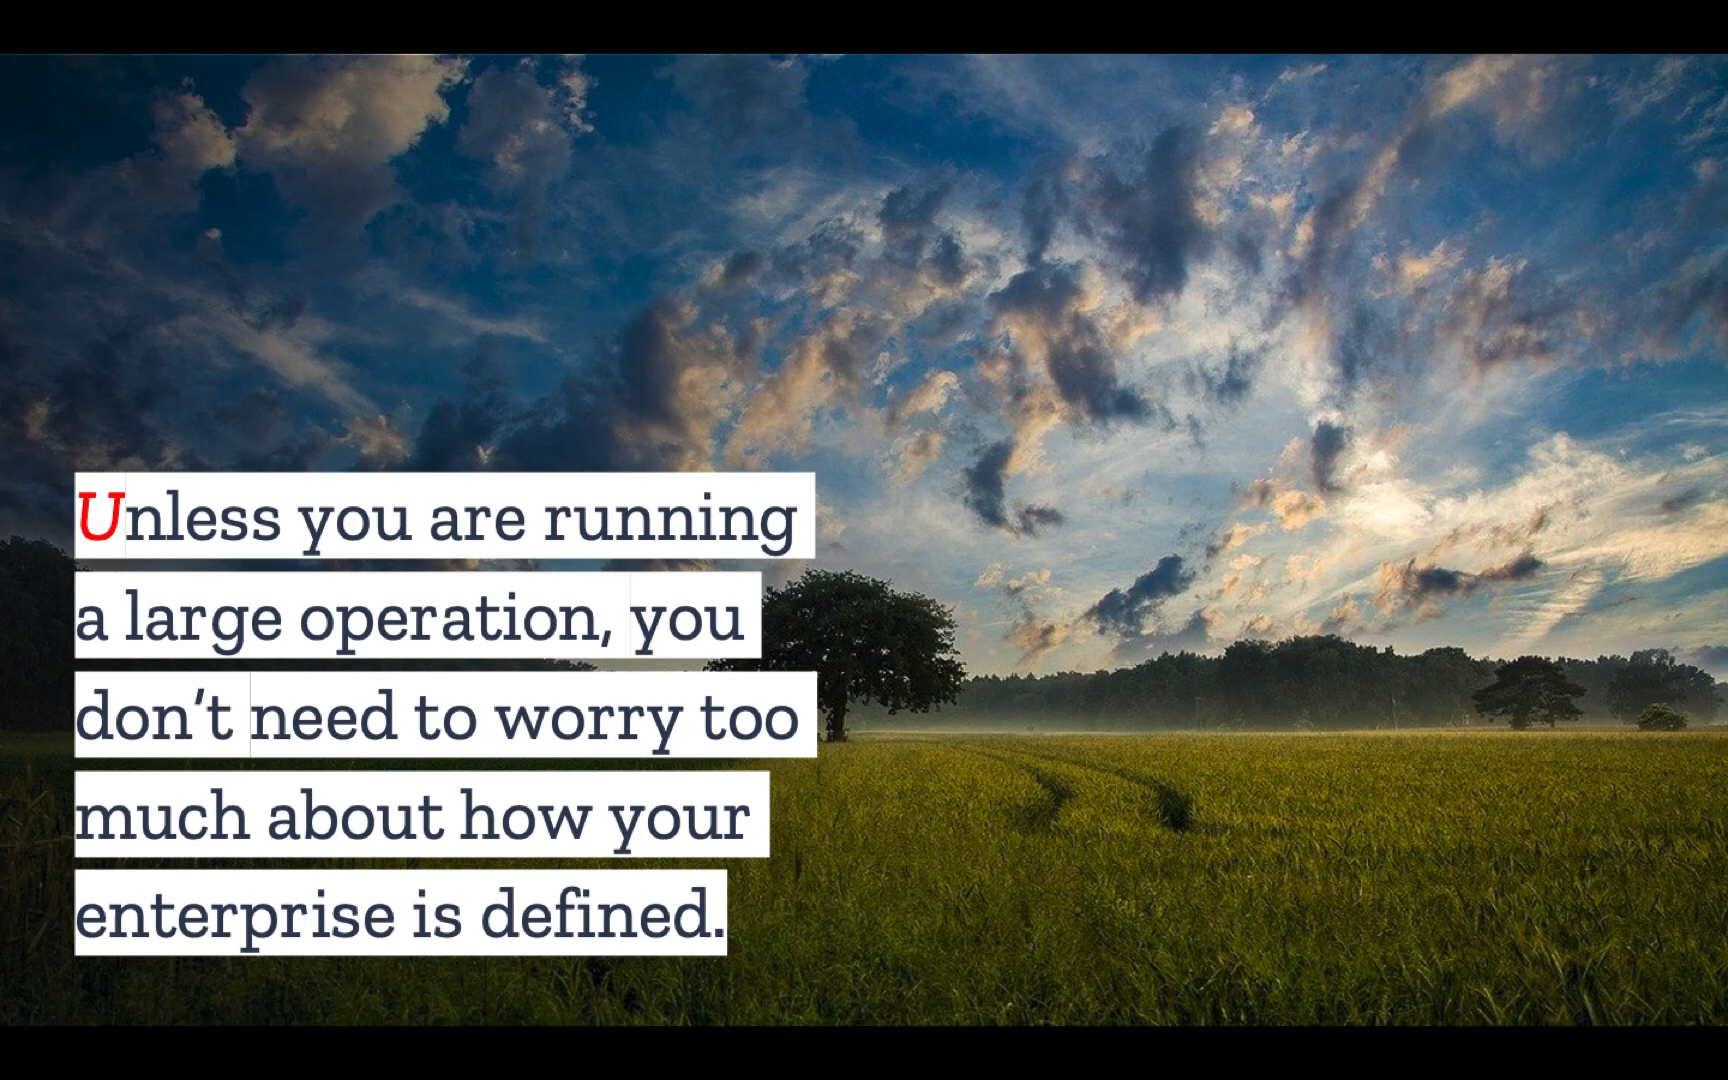 Unless you are running
a large operation, you
don’t need to worry too
much about how your
enterprise is defined.